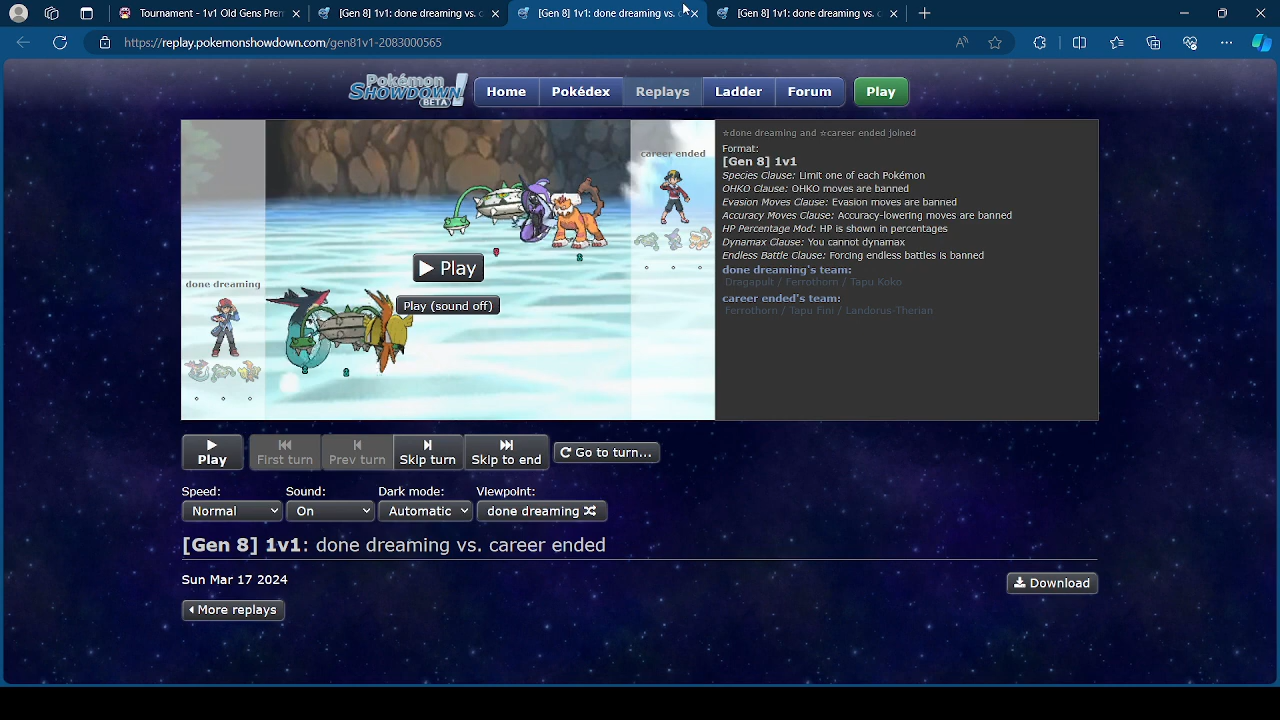 Tournament - 1v1 Old Gens Prem
[Gen 8] 1v1: done dreaming vs. c
[Gen 8] 1v1: done dreaming vs.
[Gen 8] 1v1: done dreaming vs. c
https://replay.pokemonshowdown.com/gen81v1-2083000565
Pokémon
SHOWDOWN!
BETA
Home
Pokédex
Replays
Ladder
Forum
Play
career ended
done dreaming
Play
Play (sound off)
☆done dreaming and ☆career ended joined
Format:
[Gen 8] 1v1
Species Clause: Limit one of each Pokémon
OHKO Clause: OHKO moves are banned
Evasion Moves Clause: Evasion moves are banned
Accuracy Moves Clause: Accuracy-lowering moves are banned
HP Percentage Mod: HP is shown in percentages
Dynamax Clause: You cannot dynamax
Endless Battle Clause: Forcing endless battles is banned
done dreaming's team:
Dragapult / Ferrothorn / Tapu Koko
career ended's team:
Ferrothorn / Tapu Fini / Landorus-Therian
Play
First turn
Prev turn
Skip turn
Skip to end
Go to turn...
Speed:
Sound:
Dark mode:
Viewpoint:
Normal
On
Automatic
done dreaming
[Gen 8] 1v1: done dreaming vs. career ended
Sun Mar 17 2024
Download
More replays